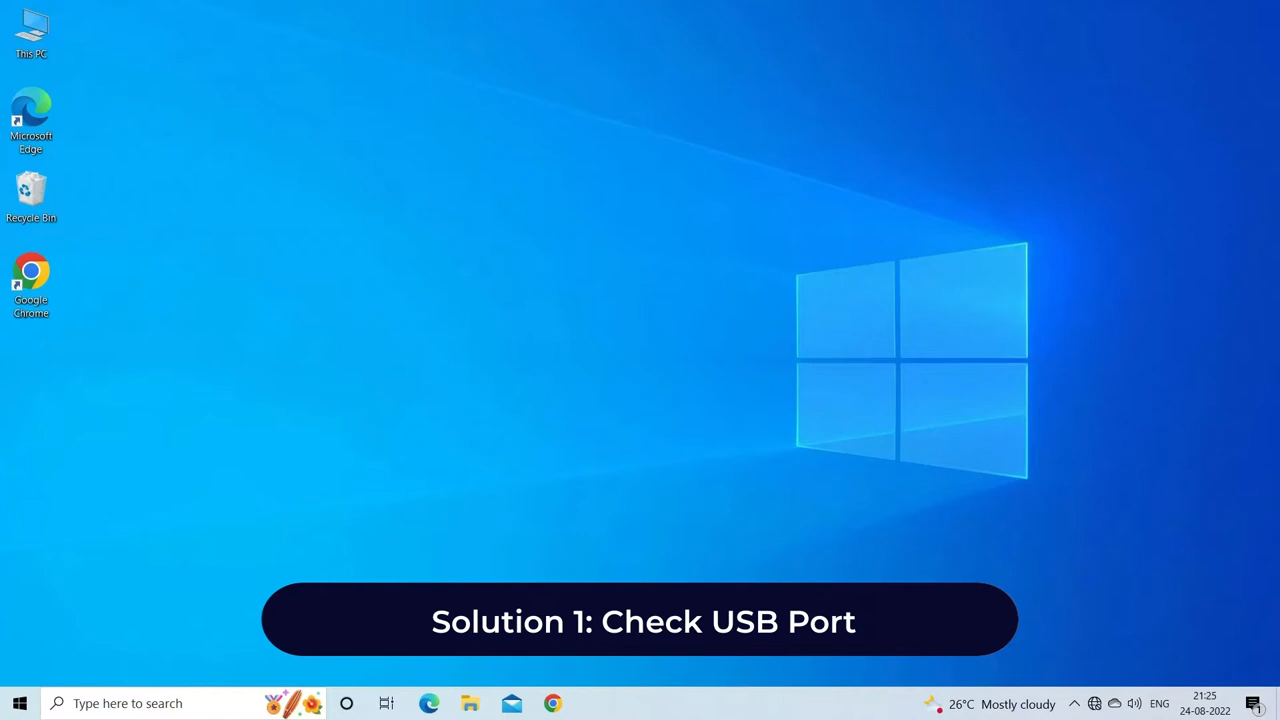 This PC
Microsoft
Edge
Recycle Bin
Google
Chrome
Solution 1: Check USB Port
Type here to search
26°C Mostly cloudy
ENG
21:25
24-08-2022
1